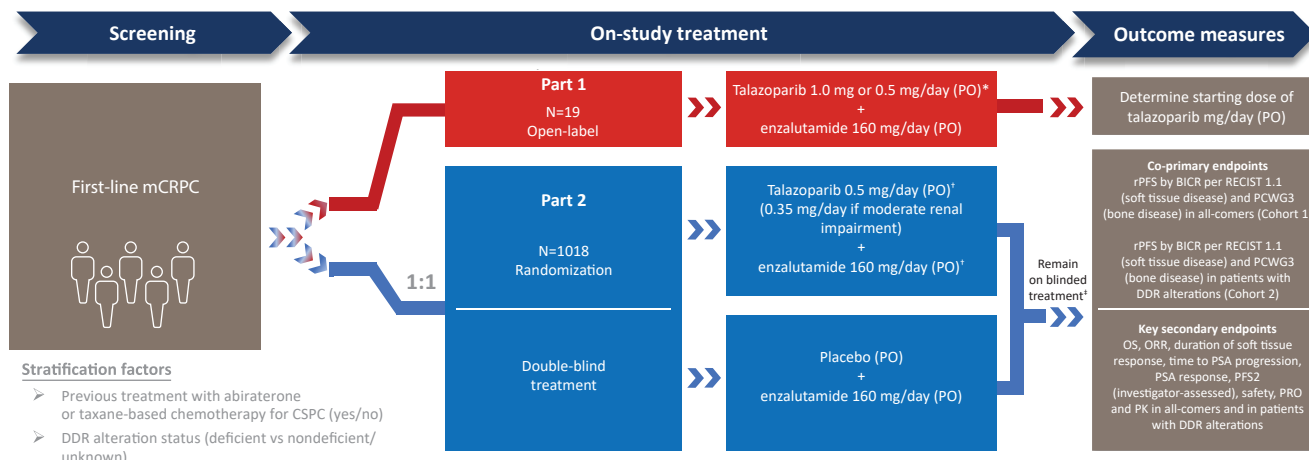 Screening
On-study treatment
Outcome measures
First-line mCRPC
Stratification factors
➢ Previous treatment with abiraterone
or taxane-based chemotherapy for CSPC (yes/no)
➢ DDR alteration status (deficient vs nondeficient/
unknown)
1:1
Part 1
N=19
Open-label
Talazoparib 1.0 mg or 0.5 mg/day (PO)*
+
enzalutamide 160 mg/day (PO)
Determine starting dose of
talazoparib mg/day (PO)
Part 2
N=1018
Randomization
Double-blind
treatment
Talazoparib 0.5 mg/day (PO)†
(0.35 mg/day if moderate renal
impairment)
+
enzalutamide 160 mg/day (PO)†
Placebo (PO)
+
enzalutamide 160 mg/day (PO)
Remain
on blinded
treatment‡
Co-primary endpoints
rPFS by BICR per RECIST 1.1
(soft tissue disease) and PCWG3
(bone disease) in all-comers (Cohort 1
rPFS by BICR per RECIST 1.1
(soft tissue disease) and PCWG3
(bone disease) in patients with
DDR alterations (Cohort 2)
Key secondary endpoints
OS, ORR, duration of soft tissue
response, time to PSA progression,
PSA response, PFS2
(investigator-assessed), safety, PRO
and PK in all-comers and in patients
with DDR alterations